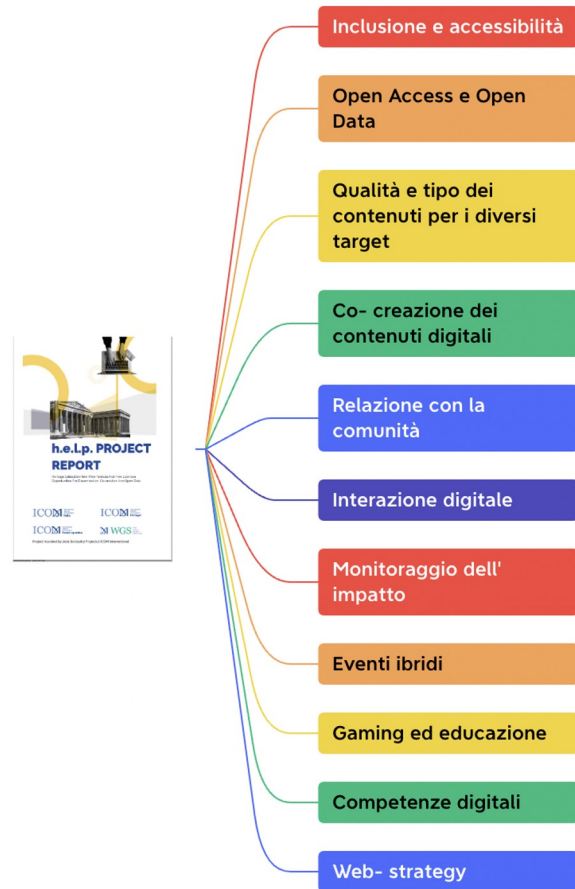 Inclusione e accessibilità
Open Access e Open
Data
Qualità e tipo dei
contenuti per i diversi
target
Co- creazione dei
contenuti digitali
Relazione con la
comunità
Interazione digitale
Monitoraggio dell'
impatto
Eventi ibridi
Gaming ed educazione
Competenze digitali
Web- strategy
h.e.l.p. PROJECT
REPORT
ICOM
ICOM
ICOM
WGS